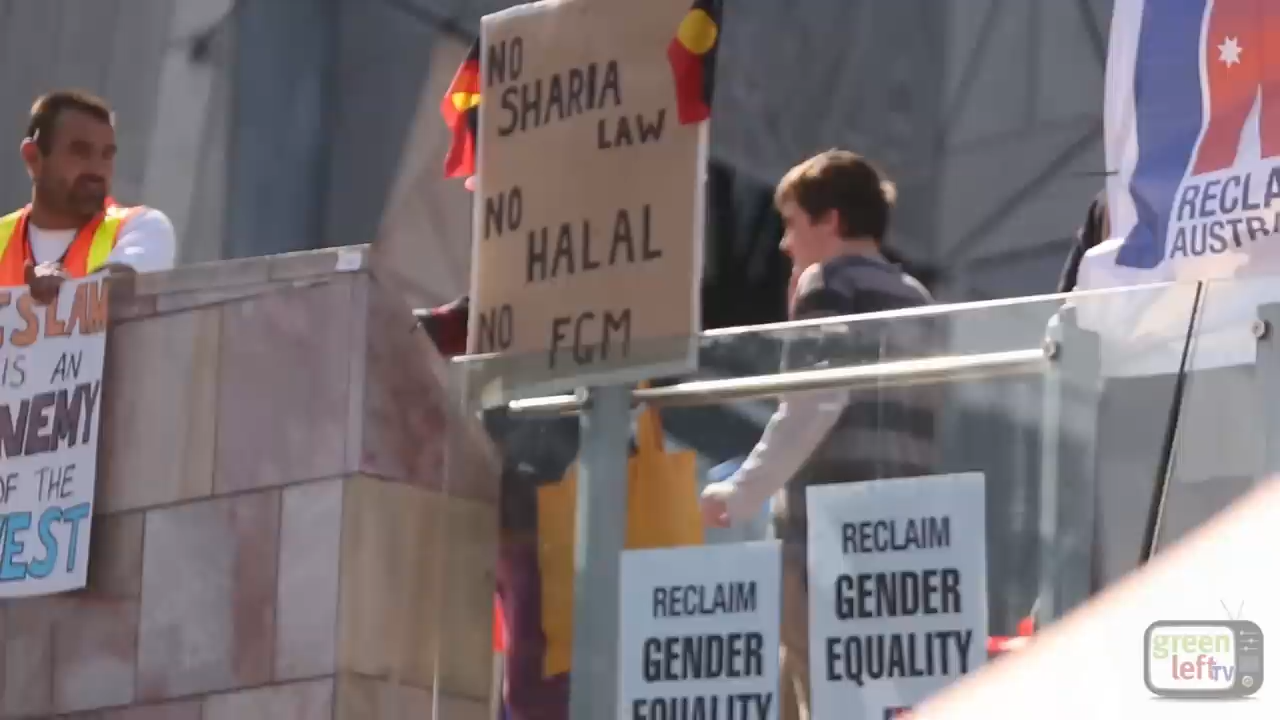 NO
SHARIA
LAW
NO
HALAL
NO FGM
ISLAM
IS AN
ENEMY
OF THE
WEST
RECLA
AUSTRA
RECLAIM
GENDER
EQUALITY
RECLAIM
GENDER
EQUALITY
green
left tv